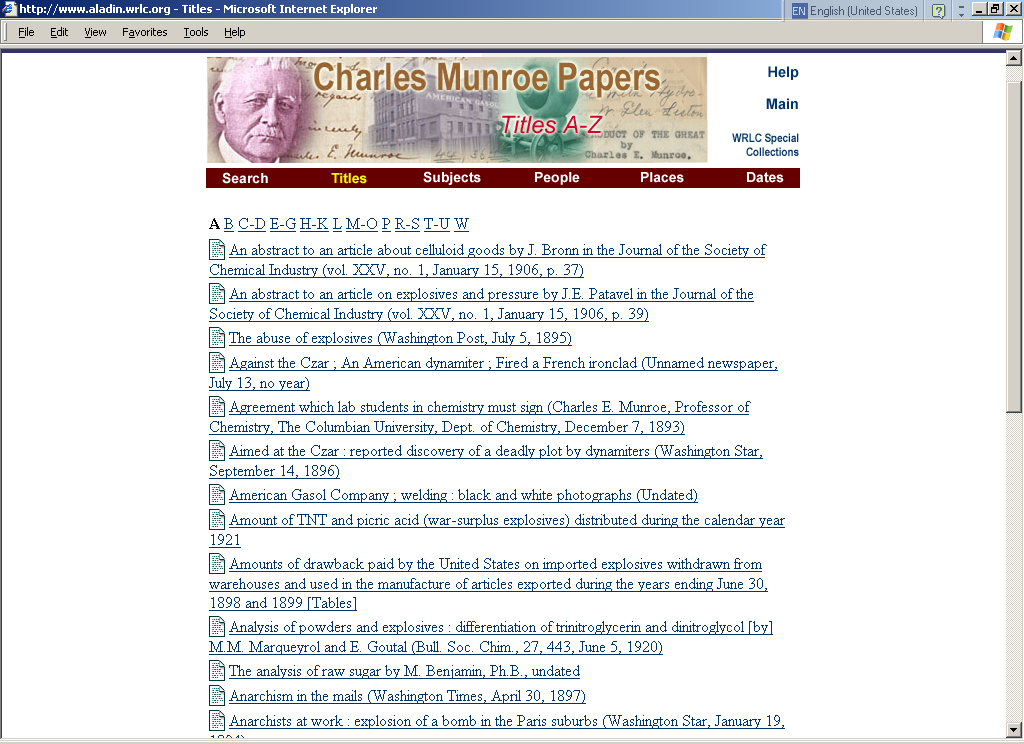 http://www.aladin.wrlc.org - Titles - Microsoft Internet Explorer
EN English (United States)
File Edit View Favorites Tools Help
Charles Munroe Papers
Titles A-Z
AMERICAN GASOL
PRODUCT OF THE GREAT
by
Charles E. Munroe.
Charles E. Munroe
Help
Main
WRLC Special
Collections
Search Titles Subjects People Places Dates
A B C-D E-G H-K L M-O P R-S T-U W
An abstract to an article about celluloid goods by J. Bronn in the Journal of the Society of
Chemical Industry (vol. XXV, no. 1, January 15, 1906, p. 37)
An abstract to an article on explosives and pressure by J.E. Patavel in the Journal of the
Society of Chemical Industry (vol. XXV, no. 1, January 15, 1906, p. 39)
The abuse of explosives (Washington Post, July 5, 1895)
Against the Czar ; An American dynamiter ; Fired a French ironclad (Unnamed newspaper,
July 13, no year)
Agreement which lab students in chemistry must sign (Charles E. Munroe, Professor of
Chemistry, The Columbian University, Dept. of Chemistry, December 7, 1893)
Aimed at the Czar : reported discovery of a deadly plot by dynamiters (Washington Star,
September 14, 1896)
American Gasol Company ; welding : black and white photographs (Undated)
Amount of TNT and picric acid (war-surplus explosives) distributed during the calendar year
1921
Amounts of drawback paid by the United States on imported explosives withdrawn from
warehouses and used in the manufacture of articles exported during the years ending June 30,
1898 and 1899 [Tables]
Analysis of powders and explosives : differentiation of trinitroglycerin and dinitroglycol [by]
M.M. Marqueyrol and E. Goutal (Bull. Soc. Chim., 27, 443, June 5, 1920)
The analysis of raw sugar by M. Benjamin, Ph.B., undated
Anarchism in the mails (Washington Times, April 30, 1897)
Anarchists at work : explosion of a bomb in the Paris suburbs (Washington Star, January 19,